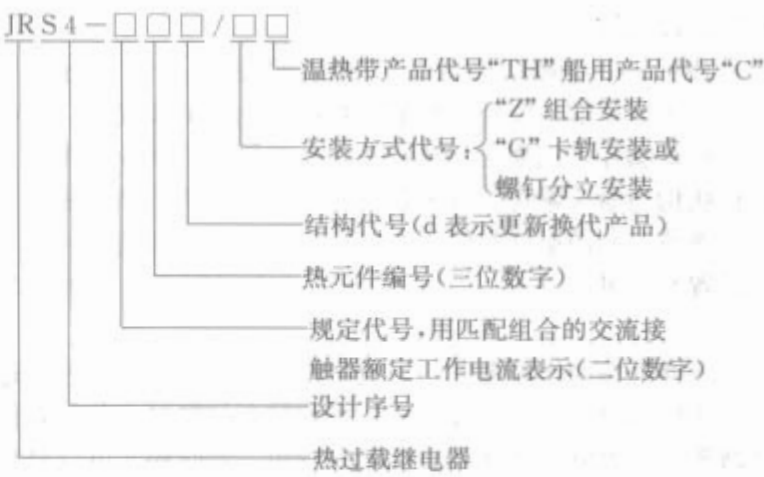 JRS4-□□□/□□
温热带产品代号“TH”船用产品代号“C”
“Z”组合安装
安装方式代号：
“G”卡轨安装或
螺钉分立安装
结构代号(d 表示更新换代产品)
热元件编号(三位数字)
规定代号,用匹配组合的交流接
触器额定工作电流表示(二位数字)
设计序号
热过载继电器